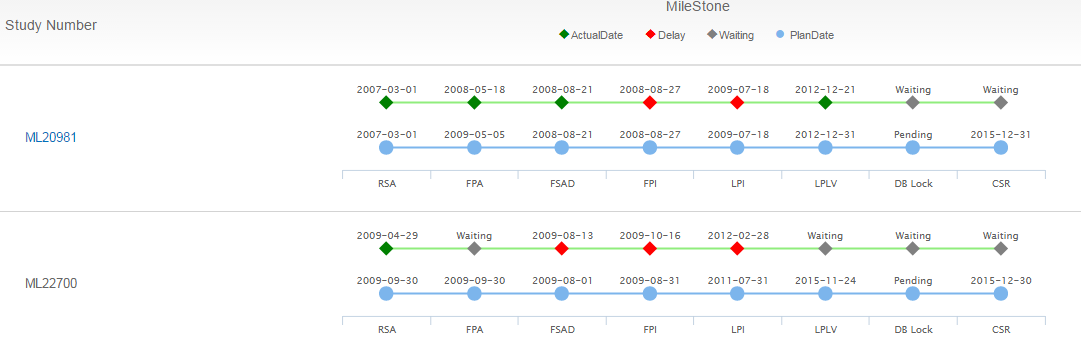 MileStone
Study Number
ActualDate Delay Waiting PlanDate
2007-03-01 2008-05-18 2008-08-21 2008-08-27 2009-07-18 2012-12-21 Waiting Waiting
ML20981
2007-03-01 2009-05-05 2008-08-21 2008-08-27 2009-07-18 2012-12-31 Pending 2015-12-31
RSA FPA FSAD FPI LPI LPLV DB Lock CSR
2009-04-29 Waiting 2009-08-13 2009-10-16 2012-02-28 Waiting Waiting Waiting
ML22700
2009-09-30 2009-09-30 2009-08-01 2009-08-31 2011-07-31 2015-11-24 Pending 2015-12-30
RSA FPA FSAD FPI LPI LPLV DB Lock CSR